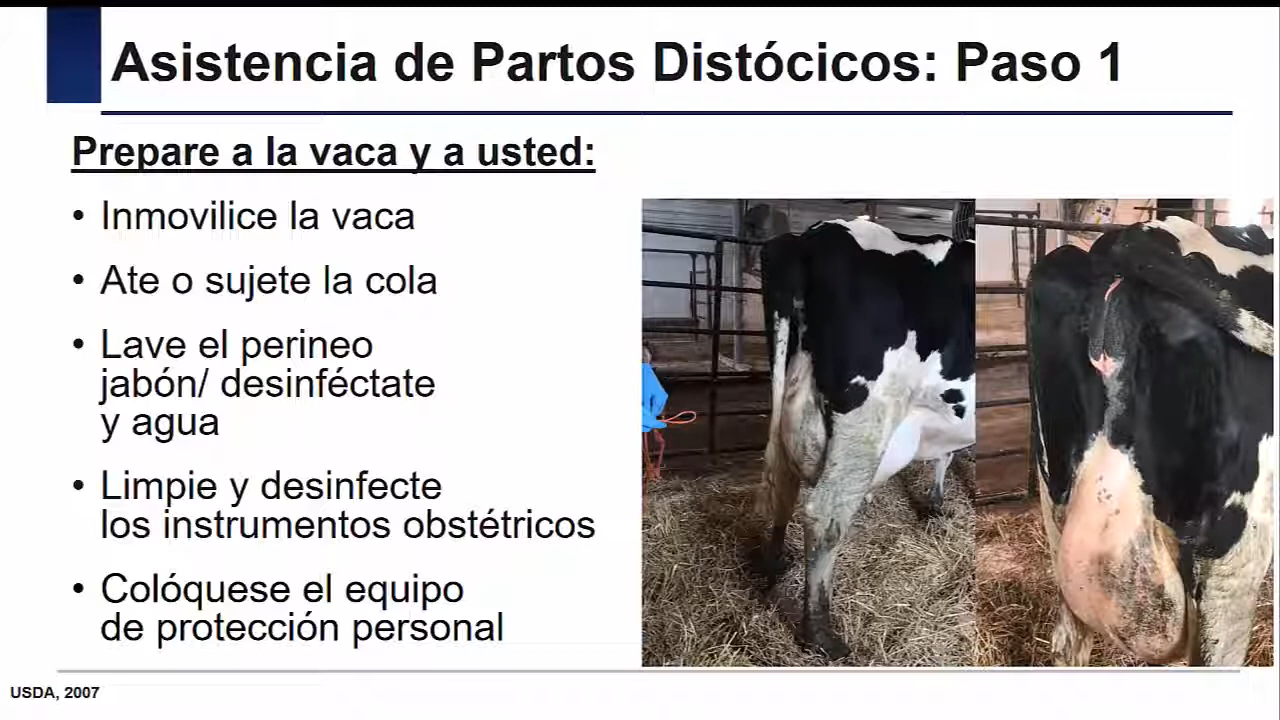 Asistencia de Partos Distócicos: Paso 1
Prepare a la vaca y a usted:
• Inmovilice la vaca
• Ate o sujete la cola
• Lave el perineo
jabón/ desinféctate
y agua
• Limpie y desinfecte
los instrumentos obstétricos
• Colóquese el equipo
de protección personal
USDA, 2007